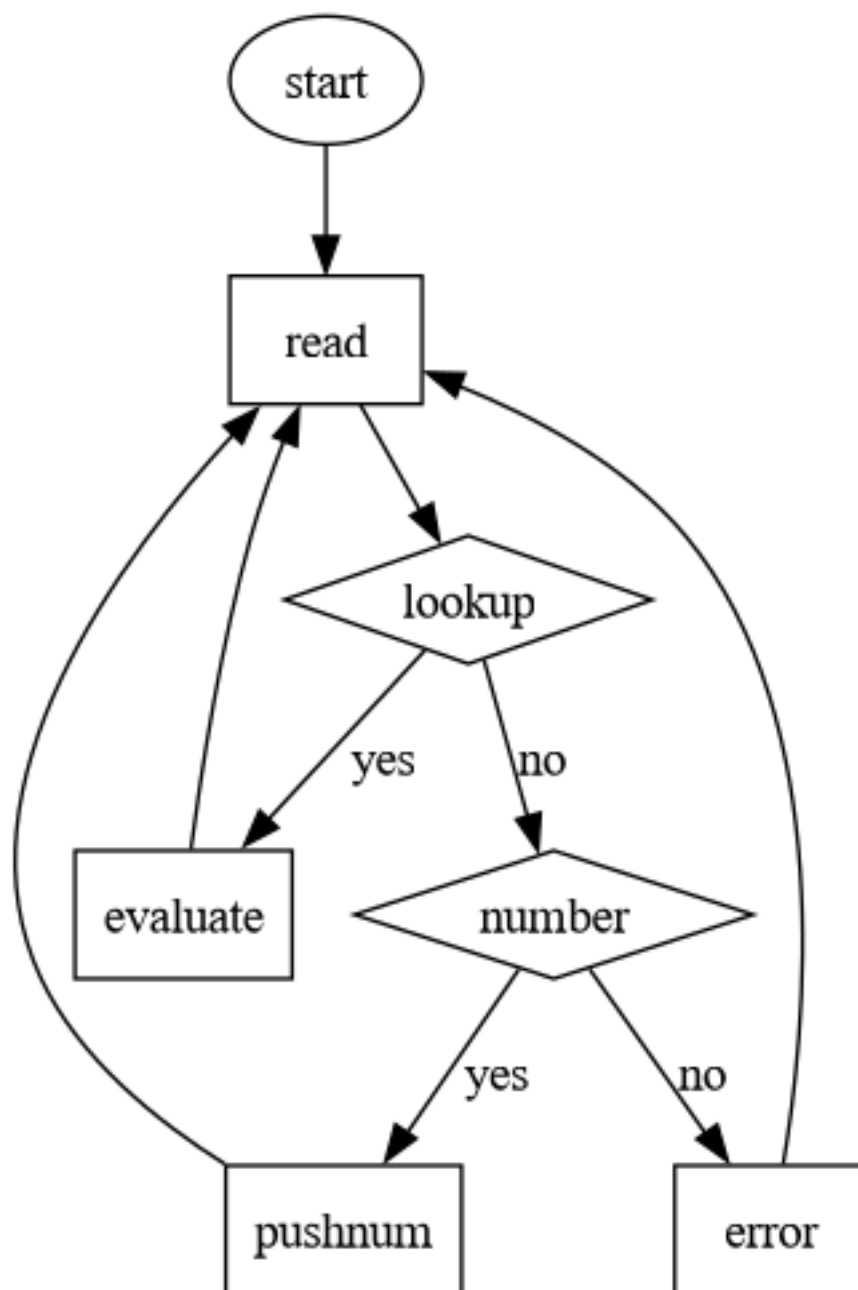 start
read
lookup
yes
no
evaluate
number
yes
no
pushnum
error